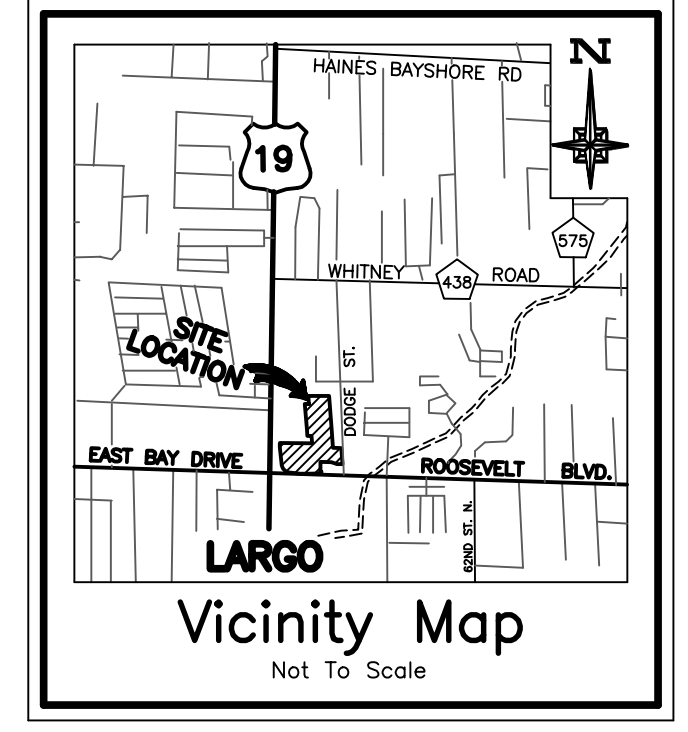 N
HAINES BAYSHORE RD
19
575
WHITNEY 438 ROAD
SITE
LOCATION
DODGE ST.
EAST BAY DRIVE
ROOSEVELT BLVD.
62ND ST. N.
LARGO
Vicinity Map
Not To Scale